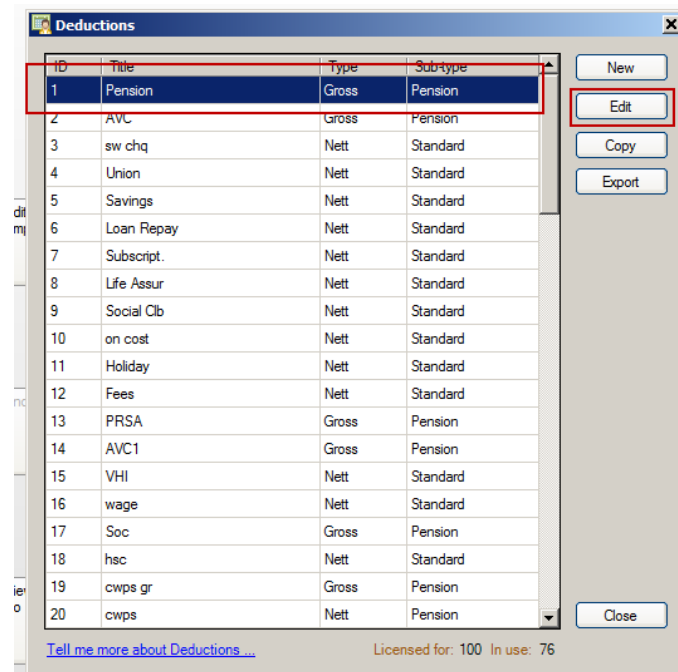 Deductions
ID Title Type Sub-type
1 Pension Gross Pension
2 AVC Gross Pension
3 sw chq Nett Standard
4 Union Nett Standard
5 Savings Nett Standard
6 Loan Repay Nett Standard
7 Subscript. Nett Standard
8 Life Assur Nett Standard
9 Social Clb Nett Standard
10 on cost Nett Standard
11 Holiday Nett Standard
12 Fees Nett Standard
13 PRSA Gross Pension
14 AVC1 Gross Pension
15 VHI Nett Standard
16 wage Nett Standard
17 Soc Gross Pension
18 hsc Nett Standard
19 cwps gr Gross Pension
20 cwps Nett Pension
New
Edit
Copy
Export
Close
Tell me more about Deductions ... Licensed for: 100 In use: 76